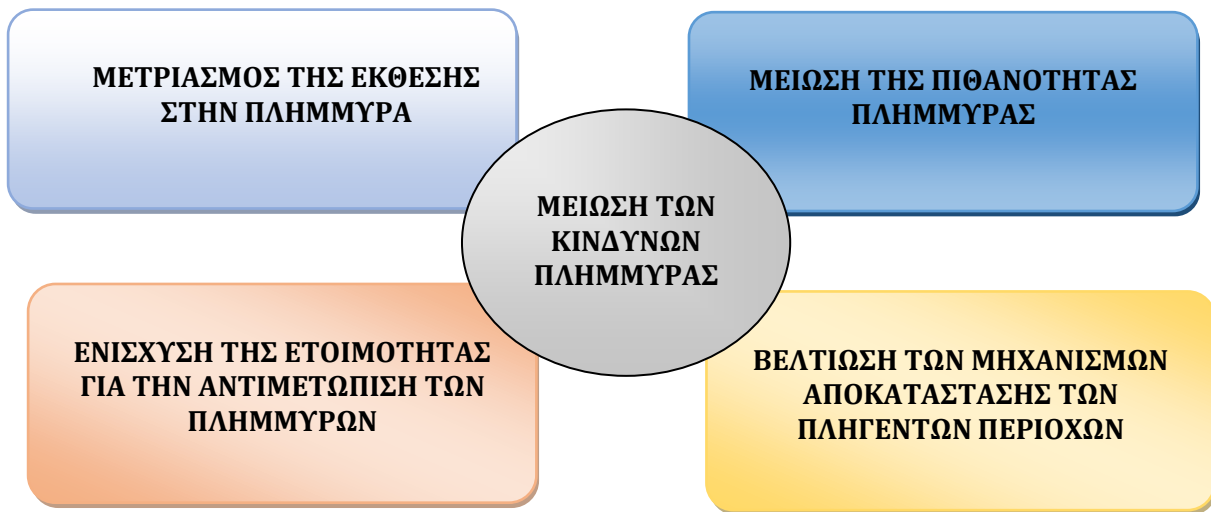 ΜΕΤΡΙΑΣΜΟΣ ΤΗΣ ΕΚΘΕΣΗΣ
ΣΤΗΝ ΠΛΗΜΜΥΡΑ
ΜΕΙΩΣΗ ΤΗΣ ΠΙΘΑΝΟΤΗΤΑΣ
ΠΛΗΜΜΥΡΑΣ
ΜΕΙΩΣΗ ΤΩΝ
ΚΙΝΔΥΝΩΝ
ΠΛΗΜΜΥΡΑΣ
ΕΝΙΣΧΥΣΗ ΤΗΣ ΕΤΟΙΜΟΤΗΤΑΣ
ΓΙΑ ΤΗΝ ΑΝΤΙΜΕΤΩΠΙΣΗ ΤΩΝ
ΠΛΗΜΜΥΡΩΝ
ΒΕΛΤΙΩΣΗ ΤΩΝ ΜΗΧΑΝΙΣΜΩΝ
ΑΠΟΚΑΤΑΣΤΑΣΗΣ ΤΩΝ
ΠΛΗΓΕΝΤΩΝ ΠΕΡΙΟΧΩΝ